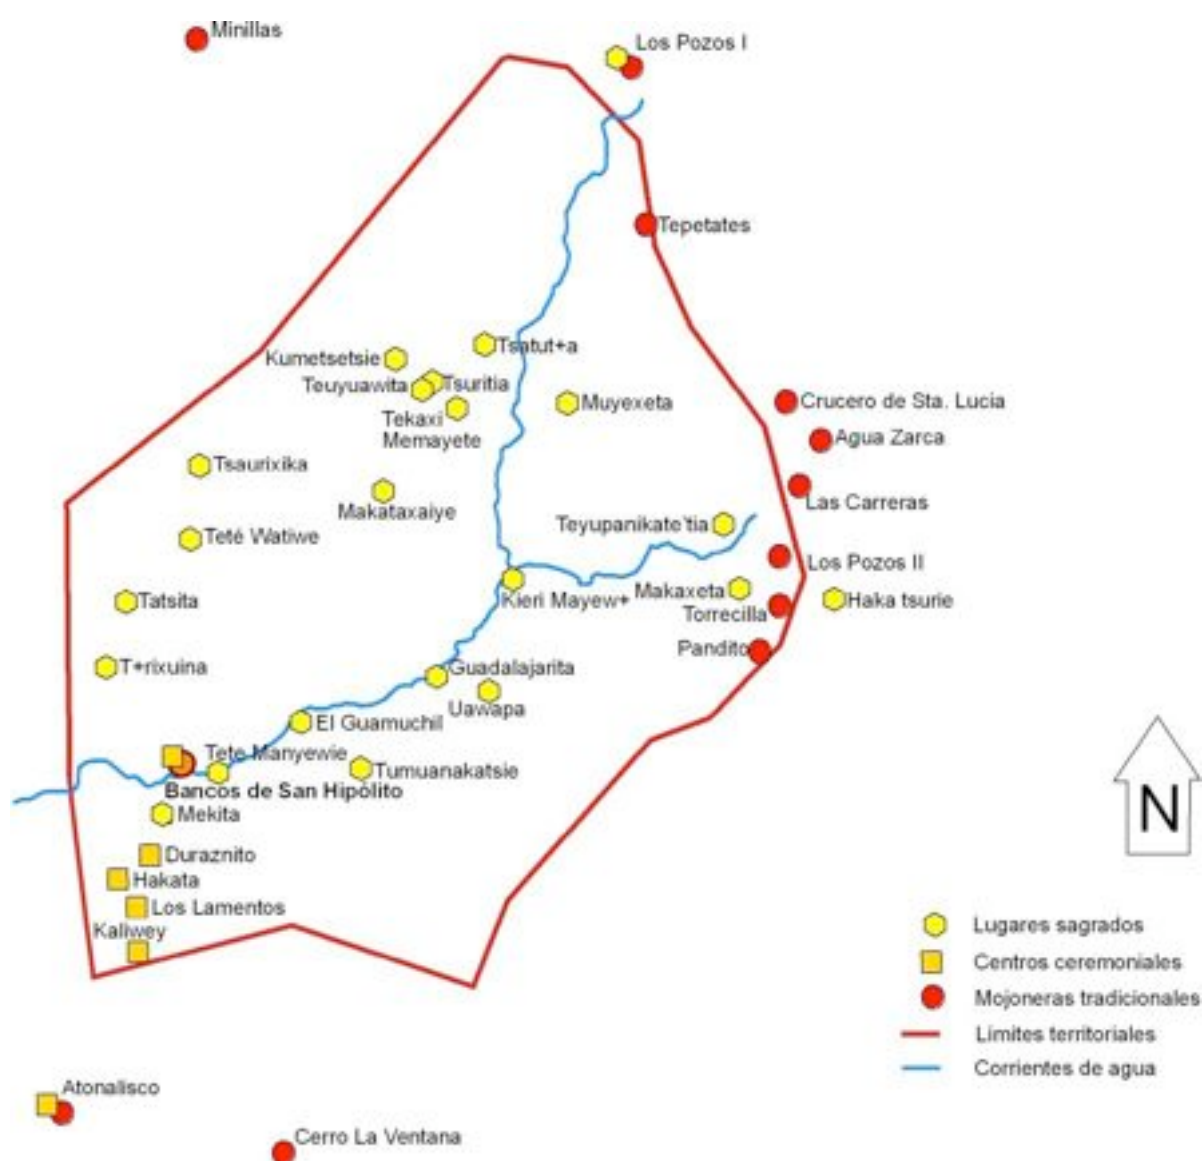 Minillas
Los Pozos I
Tepetates
Tsatut+a
Kumetsetsie
Teuyuawita
Tsuritia
Tekaxi
Memayete
Muyexeta
Crucero de Sta. Lucia
Agua Zarca
Tsaurixika
Makataxaiye
Las Carreras
Teyupanikate'tia
Teté Watiwe
Los Pozos II
Kieri Mayew+
Makaxeta
Tatsita
Haka tsurie
Torrecilla
Pandito
T+rixuina
Guadalajarita
Uawapa
El Guamuchil
Tete Manyewie
Tumuanakatsie
Bancos de San Hipólito
Mekita
Duraznito
Hakata
Los Lamentos
Kaliwey
N
Lugares sagrados
Centros ceremoniales
Mojoneras tradicionales
Limites territoriales
Corrientes de agua
Atonalisco
Cerro La Ventana